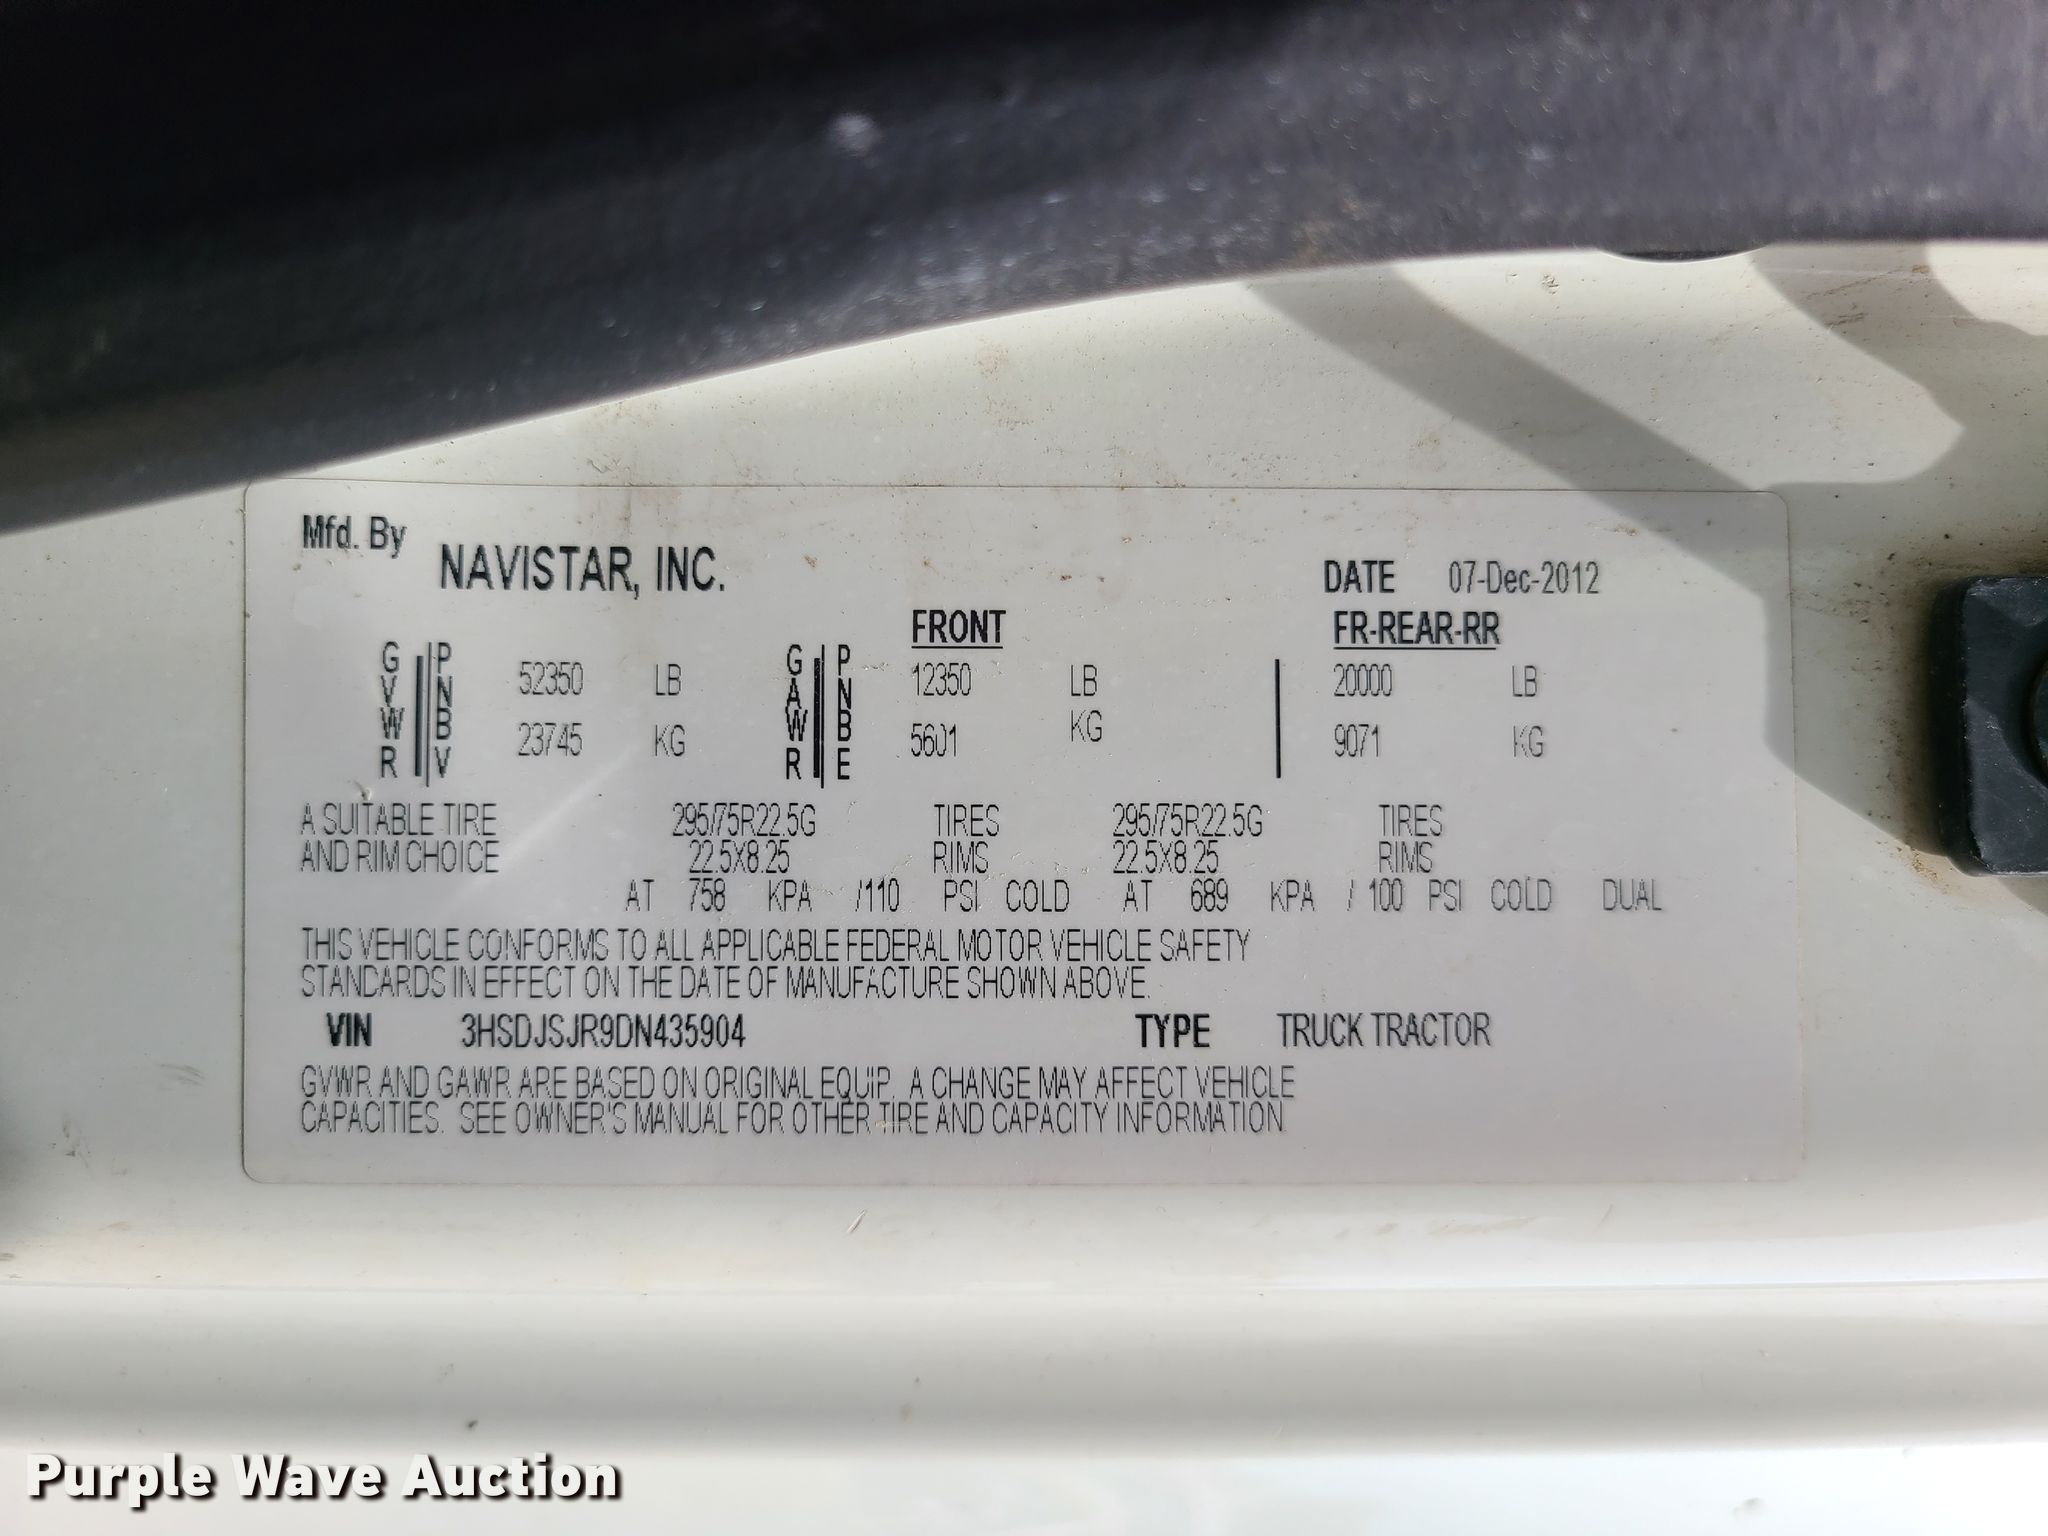 Mfd. By
NAVISTAR, INC.
DATE 07-Dec-2012
FRONT FR-REAR-RR
GVWR PNBV 52350 LB GAWR PNBE 12350 LB 20000 LB
23745 KG 5601 KG 9071 KG
A SUITABLE TIRE 295/75R22.5G TIRES 295/75R22.5G TIRES
AND RIM CHOICE 22.5X8.25 RIMS 22.5X8.25 RIMS
AT 758 KPA /110 PSI COLD AT 689 KPA / 100 PSI COLD DUAL
THIS VEHICLE CONFORMS TO ALL APPLICABLE FEDERAL MOTOR VEHICLE SAFETY
STANDARDS IN EFFECT ON THE DATE OF MANUFACTURE SHOWN ABOVE.
VIN 3HSDJSJR9DN435904 TYPE TRUCK TRACTOR
GVWR AND GAWR ARE BASED ON ORIGINAL EQUIP. A CHANGE MAY AFFECT VEHICLE
CAPACITIES. SEE OWNER'S MANUAL FOR OTHER TIRE AND CAPACITY INFORMATION
Purple Wave Auction